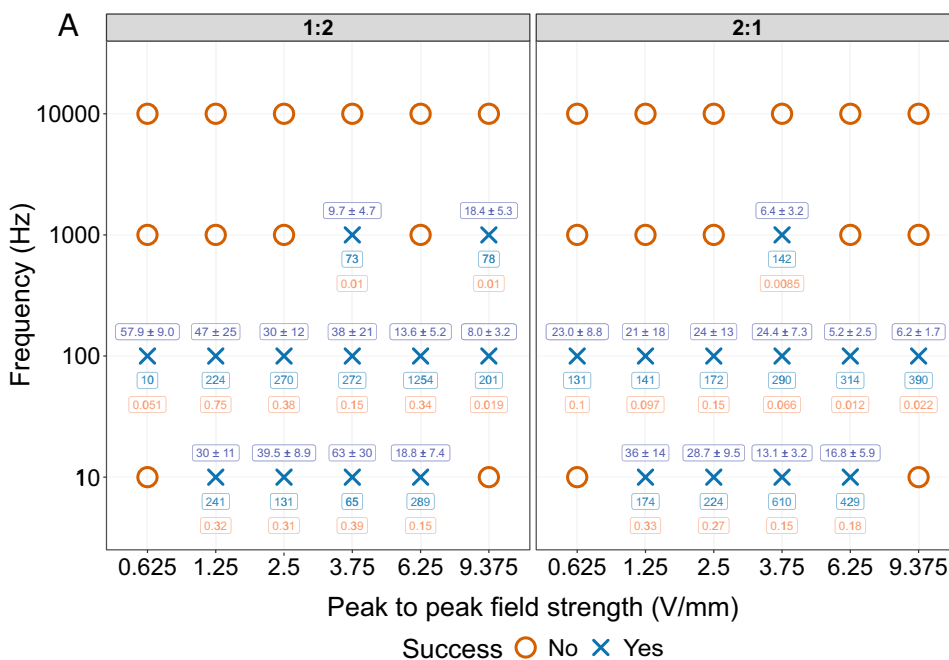 A
1:2 2:1
10000
9.7 ± 4.7 18.4 ± 5.3 6.4 ± 3.2
1000
73 78 142
0.01 0.01 0.0085
57.9 ± 9.0 47 ± 25 30 ± 12 38 ± 21 13.6 ± 5.2 8.0 ± 3.2 23.0 ± 8.8 21 ± 18 24 ± 13 24.4 ± 7.3 5.2 ± 2.5 6.2 ± 1.7
100
10 224 270 272 1254 201 131 141 172 290 314 390
0.051 0.75 0.38 0.15 0.34 0.019 0.1 0.097 0.15 0.066 0.012 0.022
30 ± 11 39.5 ± 8.9 63 ± 30 18.8 ± 7.4 36 ± 14 28.7 ± 9.5 13.1 ± 3.2 16.8 ± 5.9
10
241 131 65 289 174 224 610 429
0.32 0.31 0.39 0.15 0.33 0.27 0.15 0.18
0.625 1.25 2.5 3.75 6.25 9.375 0.625 1.25 2.5 3.75 6.25 9.375
Frequency (Hz)
Peak to peak field strength (V/mm)
Success No Yes